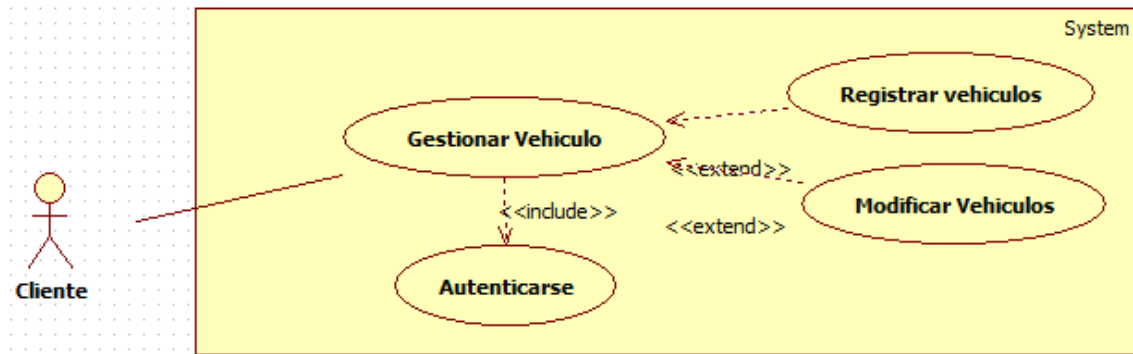 System
Registrar vehiculos
Gestionar Vehiculo
<<extend>>
Modificar Vehiculos
<<include>>
<<extend>>
Autenticarse
Cliente